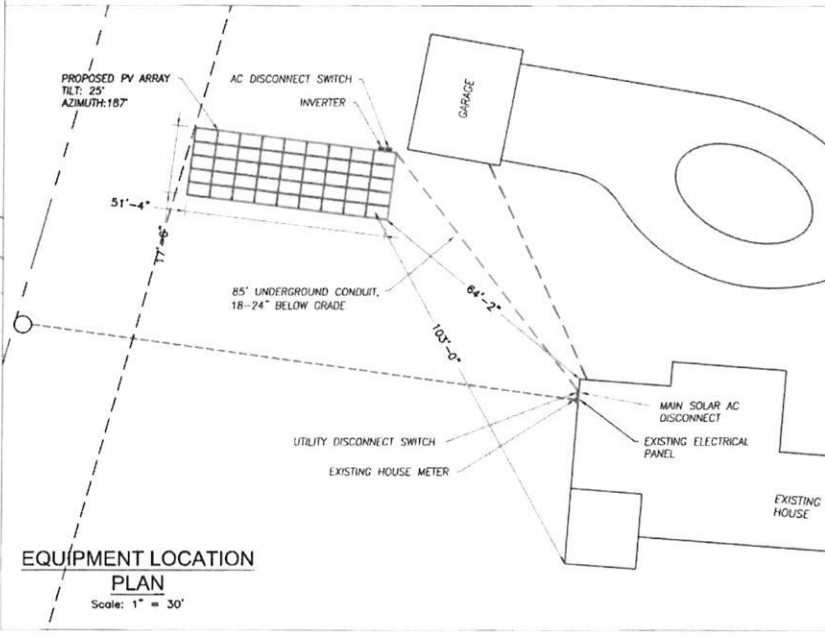 PROPOSED PV ARRAY
TILT: 25°
AZIMUTH:187°
AC DISCONNECT SWITCH
INVERTER
GARAGE
51'-4"
17'-6"
85' UNDERGROUND CONDUIT,
18-24" BELOW GRADE
64'-2"
103'-0"
MAIN SOLAR AC
DISCONNECT
UTILITY DISCONNECT SWITCH
EXISTING ELECTRICAL
PANEL
EXISTING HOUSE METER
EXISTING
HOUSE
EQUIPMENT LOCATION
PLAN
Scale: 1" = 30'